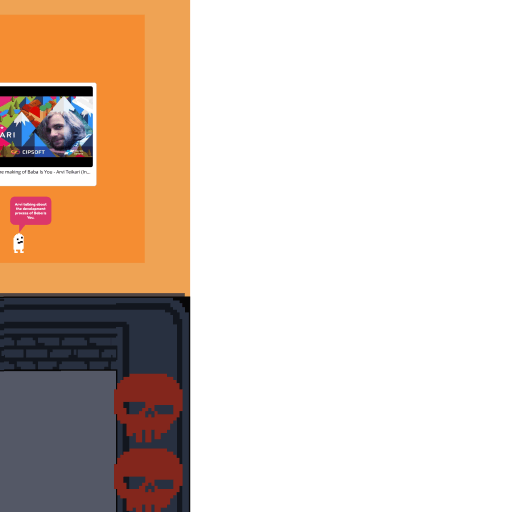 ARI
CIPSOFT
he making of Baba Is You - Arvi Teikari (In...
Arvi talking about
the development
process of Baba Is
You.